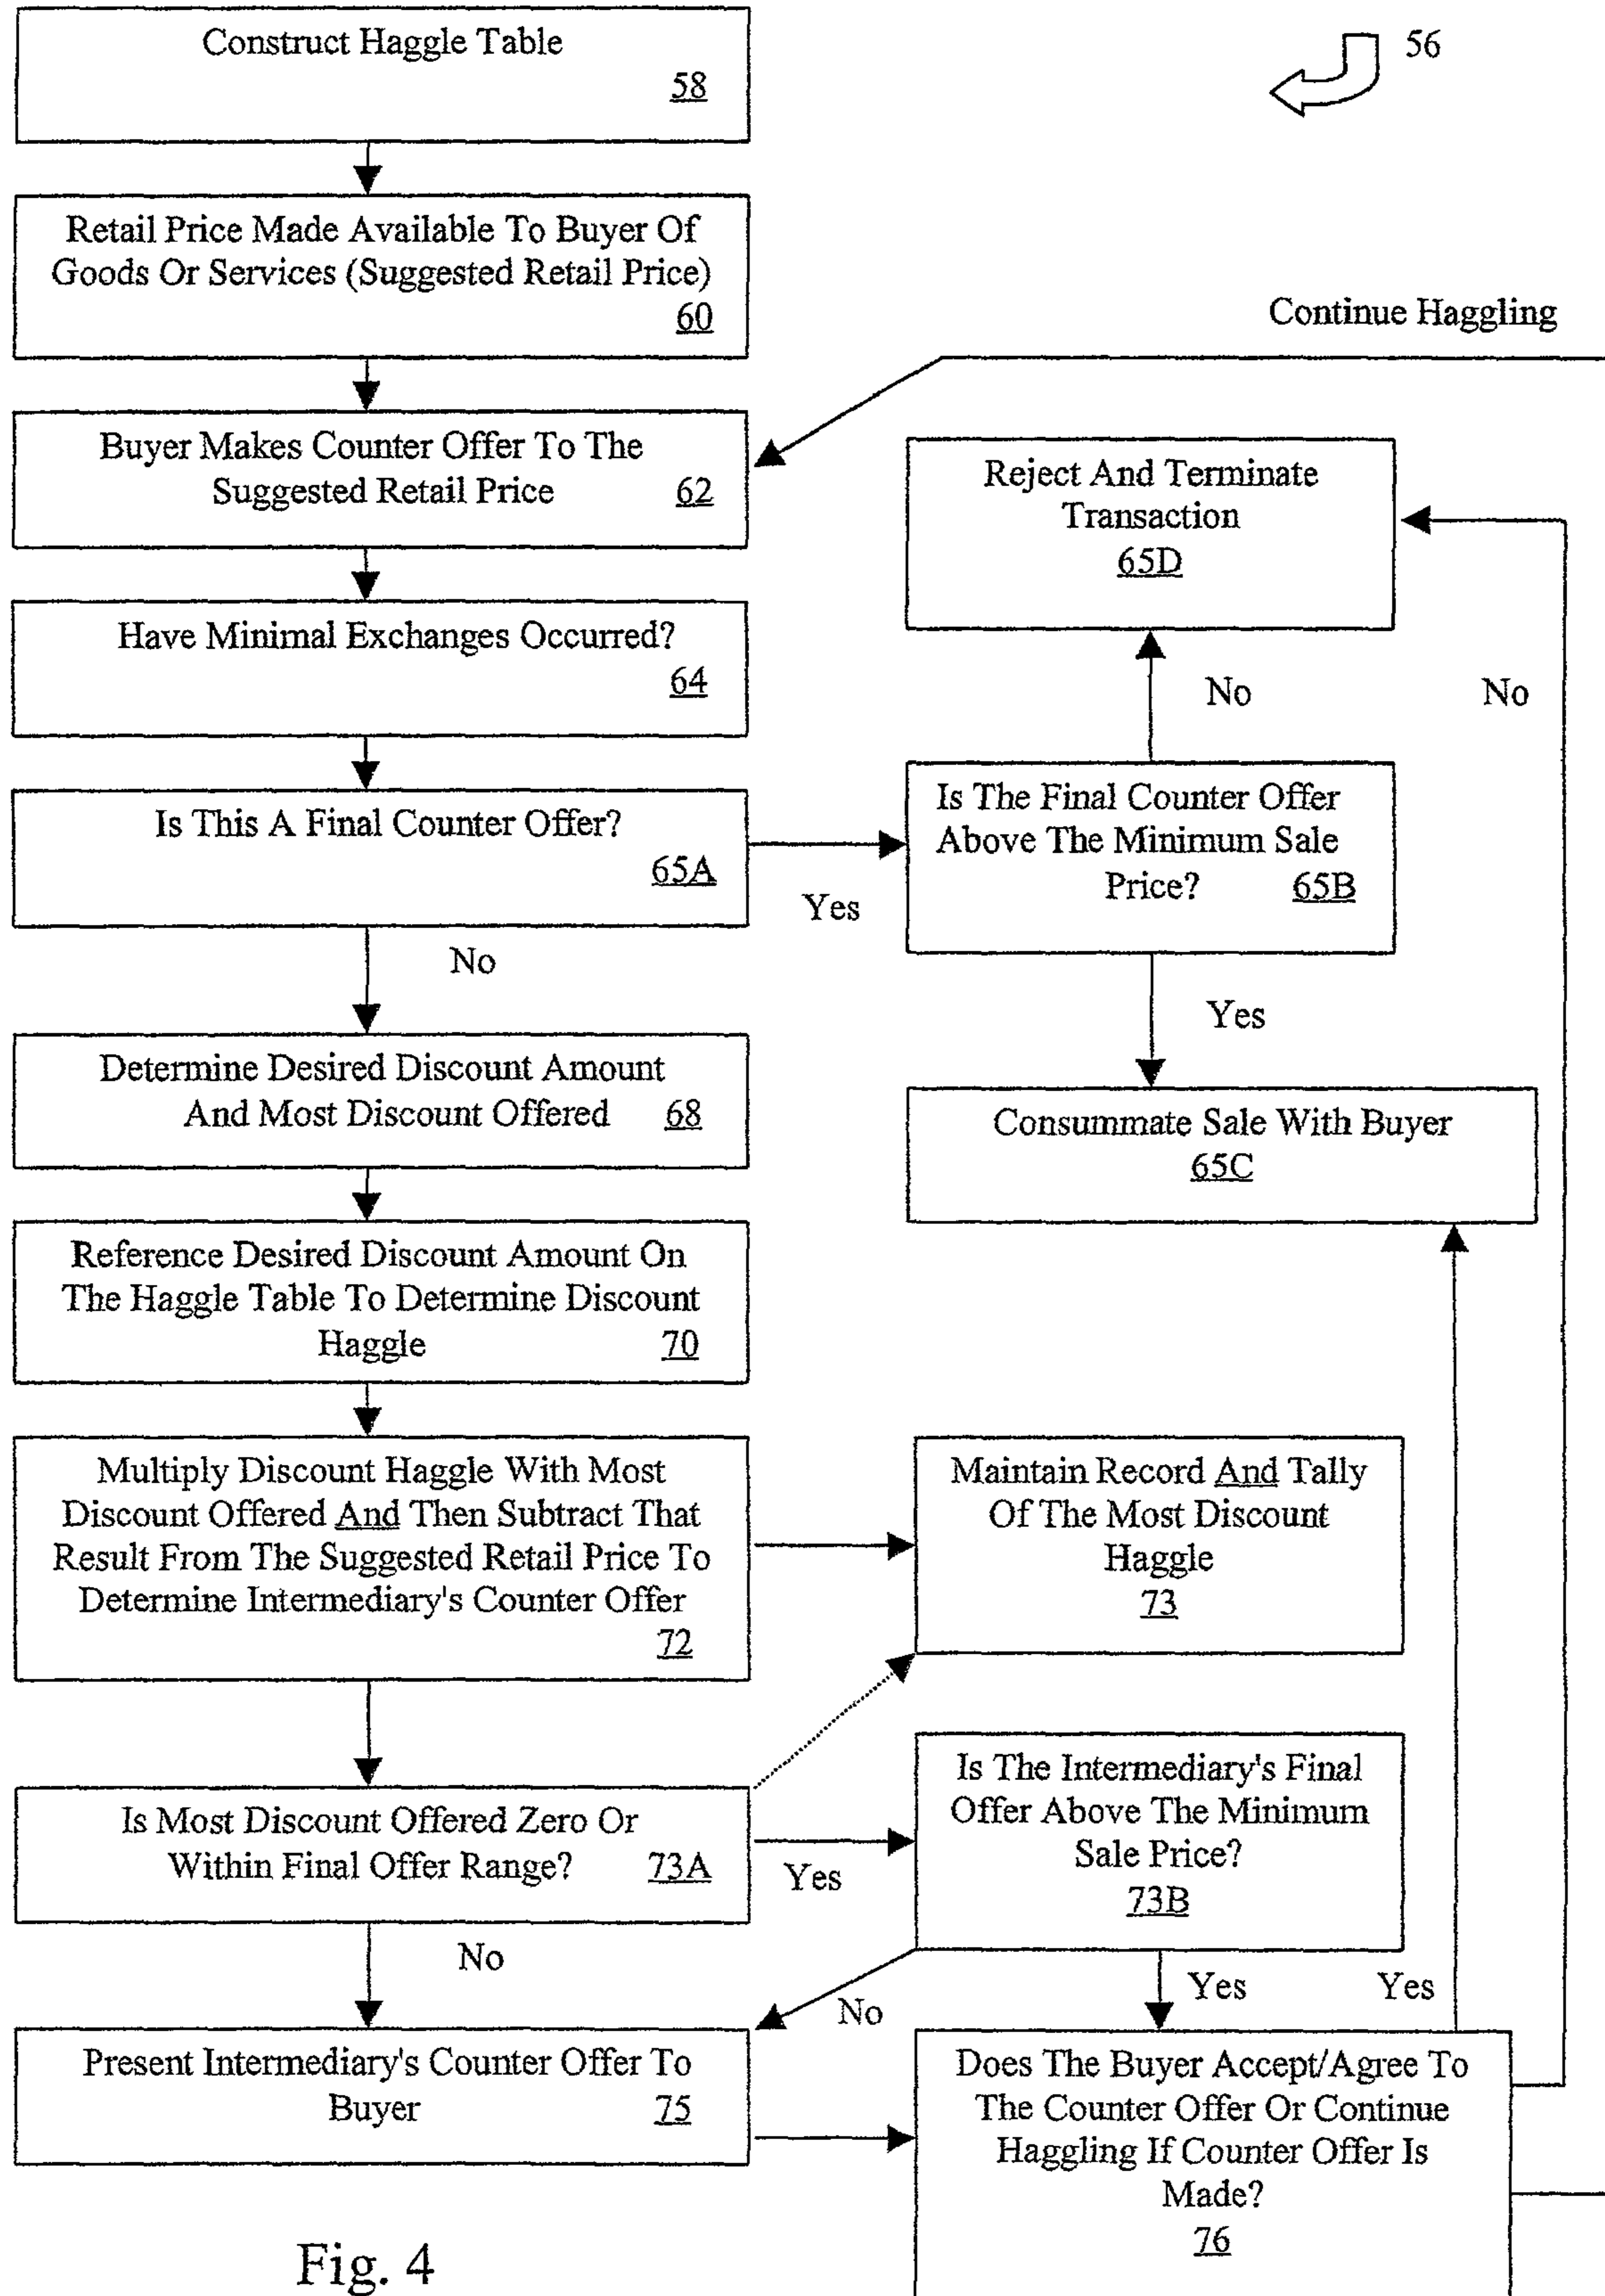 Construct Haggle Table
58
56
Retail Price Made Available To Buyer Of
Goods Or Services (Suggested Retail Price)
60
Continue Haggling
Buyer Makes Counter Offer To The
Suggested Retail Price 62
Reject And Terminate
Transaction
65D
Have Minimal Exchanges Occurred?
64
No
No
Is This A Final Counter Offer?
65A
Yes
Is The Final Counter Offer
Above The Minimum Sale
Price? 65B
No
Yes
Determine Desired Discount Amount
And Most Discount Offered 68
Consummate Sale With Buyer
65C
Reference Desired Discount Amount On
The Haggle Table To Determine Discount
Haggle 70
Multiply Discount Haggle With Most
Discount Offered And Then Subtract That
Result From The Suggested Retail Price To
Determine Intermediary's Counter Offer
72
Maintain Record And Tally
Of The Most Discount
Haggle
73
Is Most Discount Offered Zero Or
Within Final Offer Range? 73A
Yes
Is The Intermediary's Final
Offer Above The Minimum
Sale Price?
73B
No
No
Yes
Yes
Present Intermediary's Counter Offer To
Buyer 75
Does The Buyer Accept/Agree To
The Counter Offer Or Continue
Haggling If Counter Offer Is
Made?
76
Fig. 4